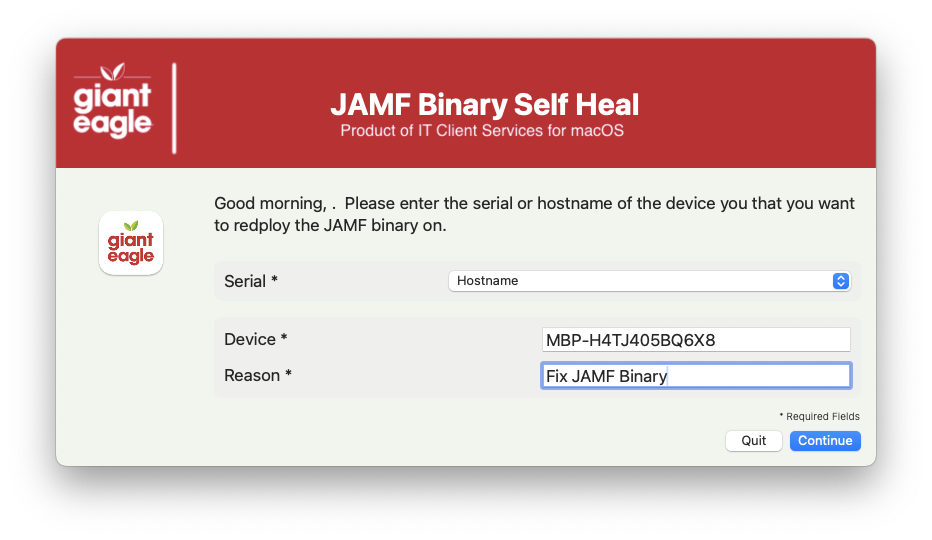 giant
eagle
JAMF Binary Self Heal
Product of IT Client Services for macOS
Good morning, .  Please enter the serial or hostname of the device you that you want
to redploy the JAMF binary on.
giant
eagle
Serial *
Hostname
Device *
MBP-H4TJ405BQ6X8
Reason *
Fix JAMF Binary
* Required Fields
Quit
Continue